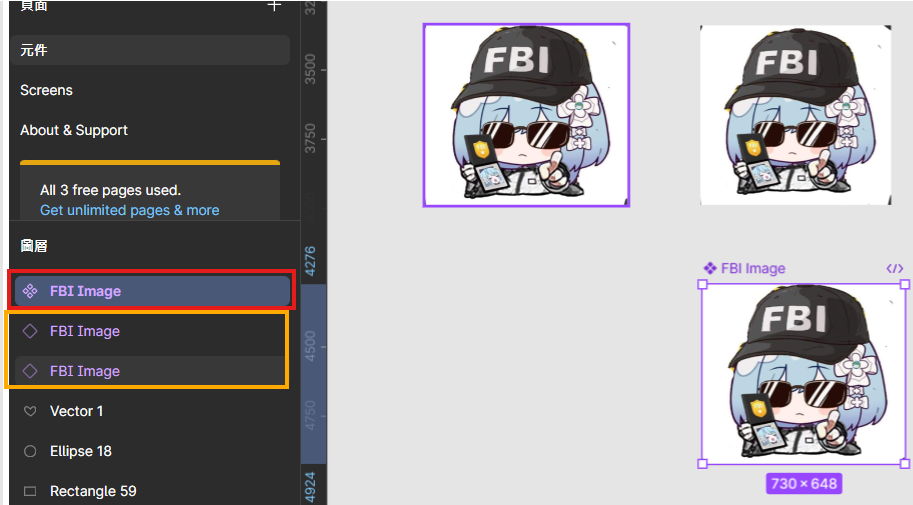 頁面
元件
Screens
About & Support
All 3 free pages used.
Get unlimited pages & more
圖層
FBI Image
FBI Image
FBI Image
Vector 1
Ellipse 18
Rectangle 59
3500
3750
4276
4500
4750
4924
FBI
FBI
FBI Image
</>
FBI
730 × 648